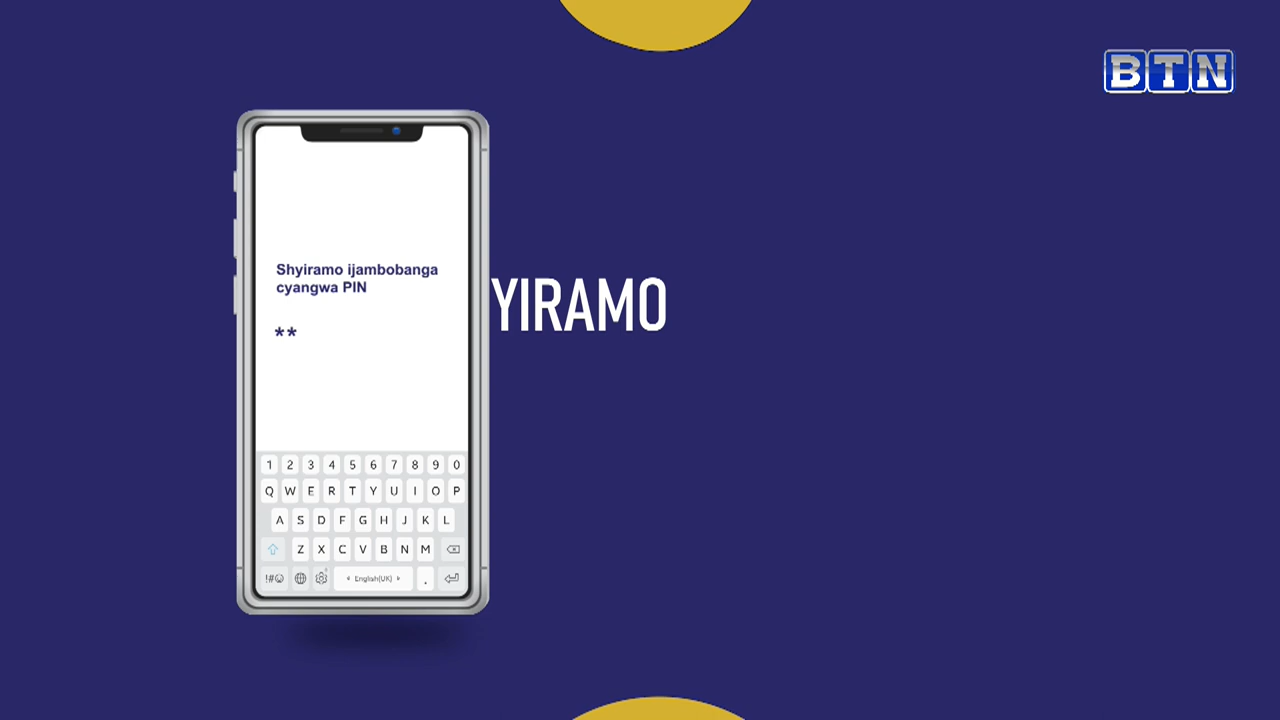 BTN
Shyiramo ijambobanga
cyangwa PIN
**
YIRAMO
1 2 3 4 5 6 7 8 9 0
Q W E R T Y U I O P
A S D F G H J K L
Z X C V B N M
!#☺ English(UK) .